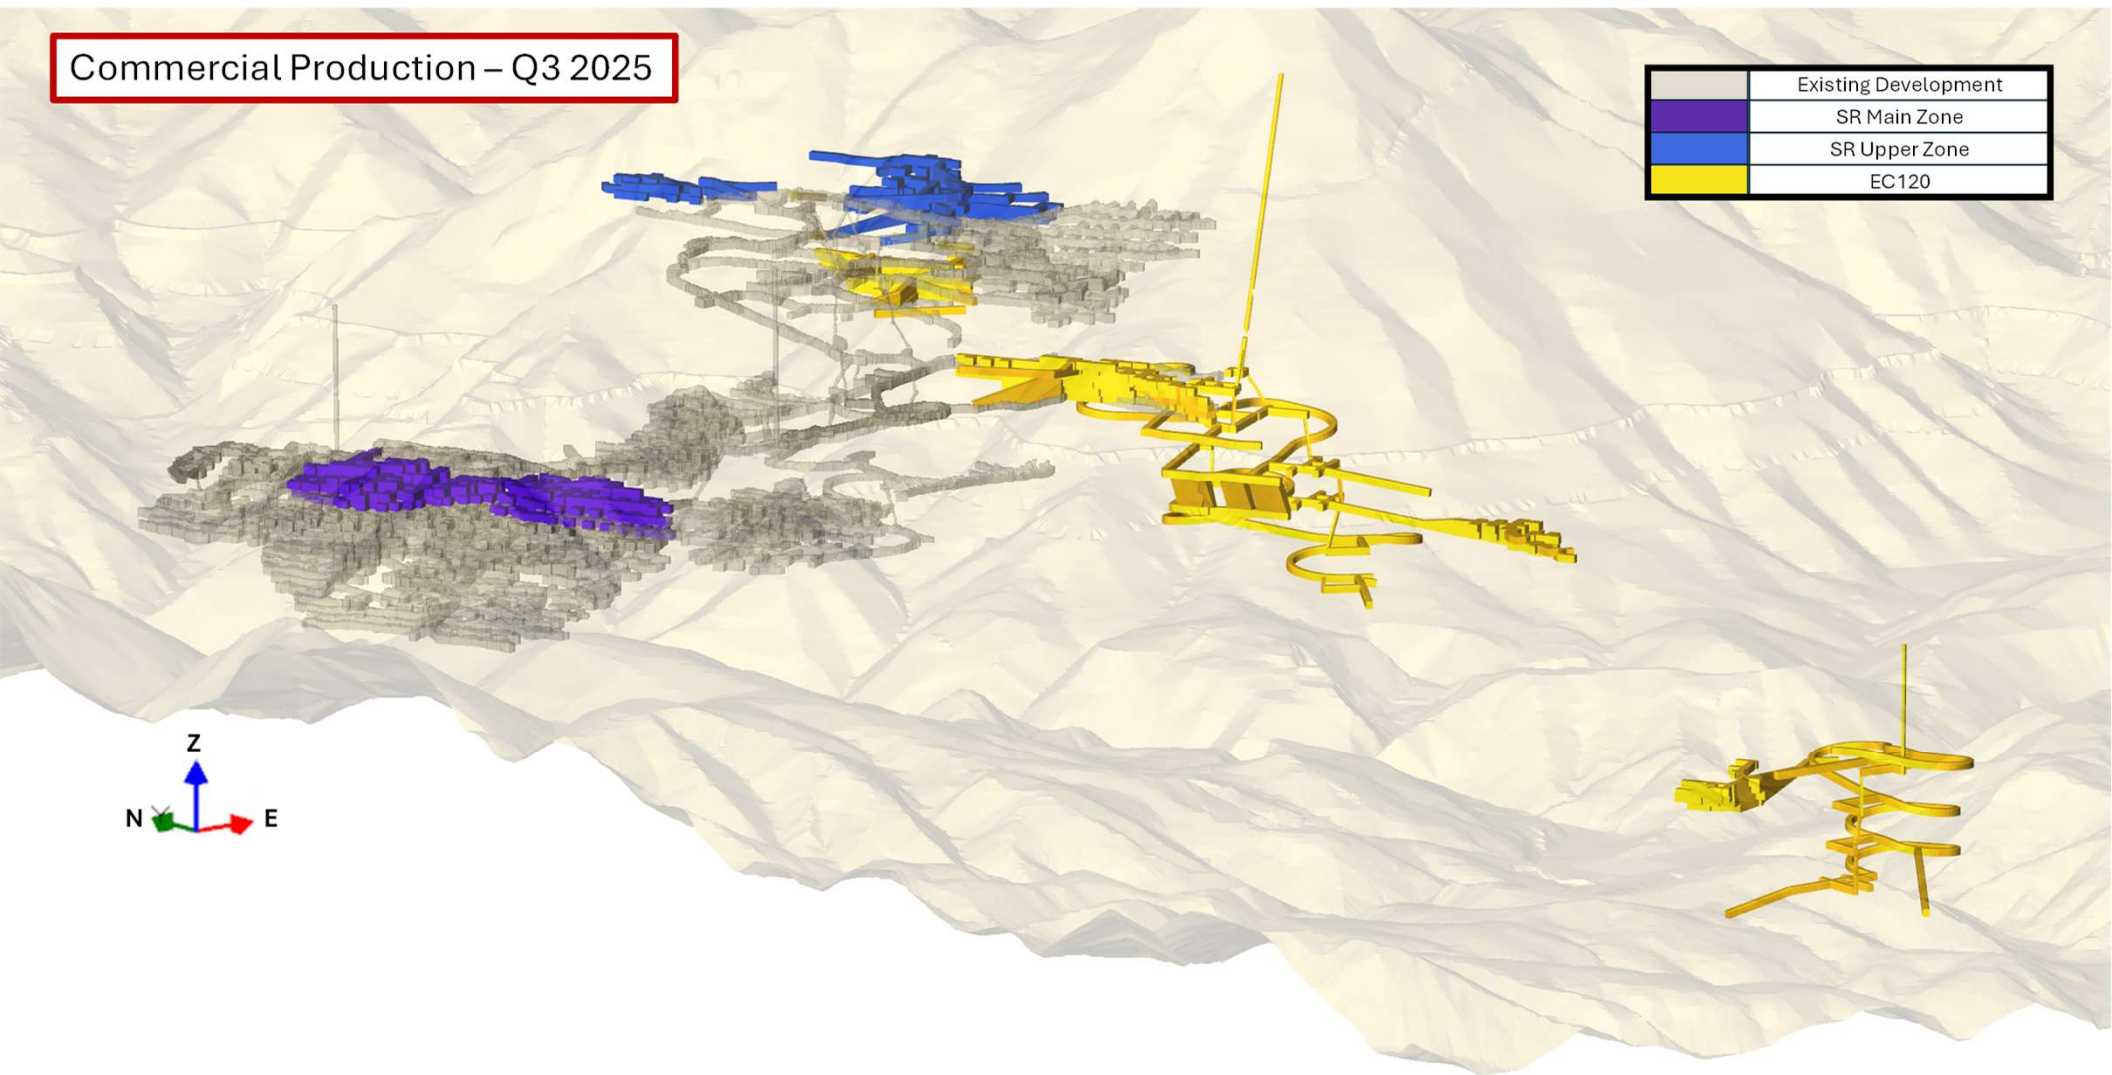 Commercial Production – Q3 2025
Existing Development
SR Main Zone
SR Upper Zone
EC120
Z
N
E